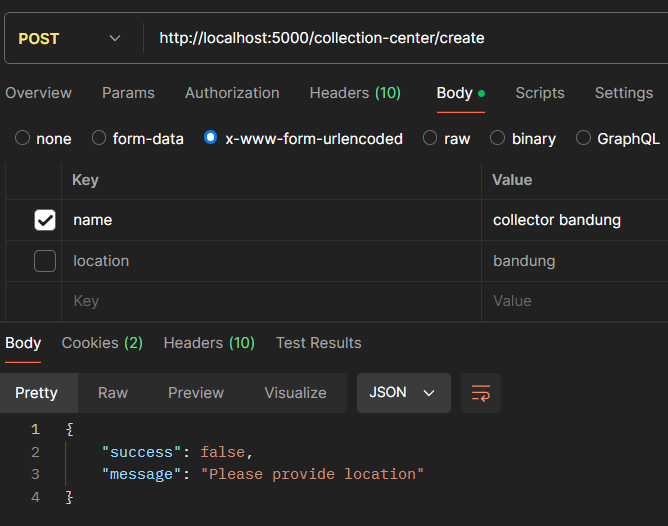 POST http://localhost:5000/collection-center/create
Overview Params Authorization Headers (10) Body Scripts Settings
none form-data x-www-form-urlencoded raw binary GraphQL
Key Value
name collector bandung
location bandung
Key Value
Body Cookies (2) Headers (10) Test Results
Pretty Raw Preview Visualize JSON
1 {
2 "success": false,
3 "message": "Please provide location"
4 }